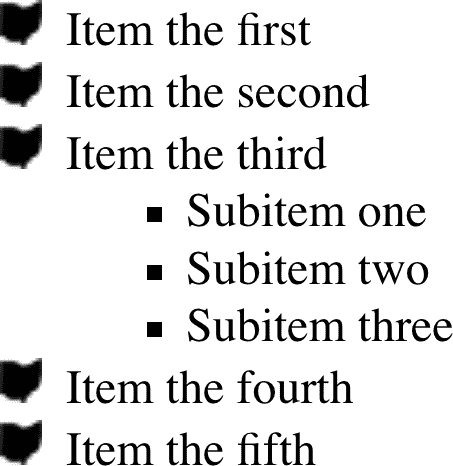 Item the first
Item the second
Item the third
Subitem one
Subitem two
Subitem three
Item the fourth
Item the fifth